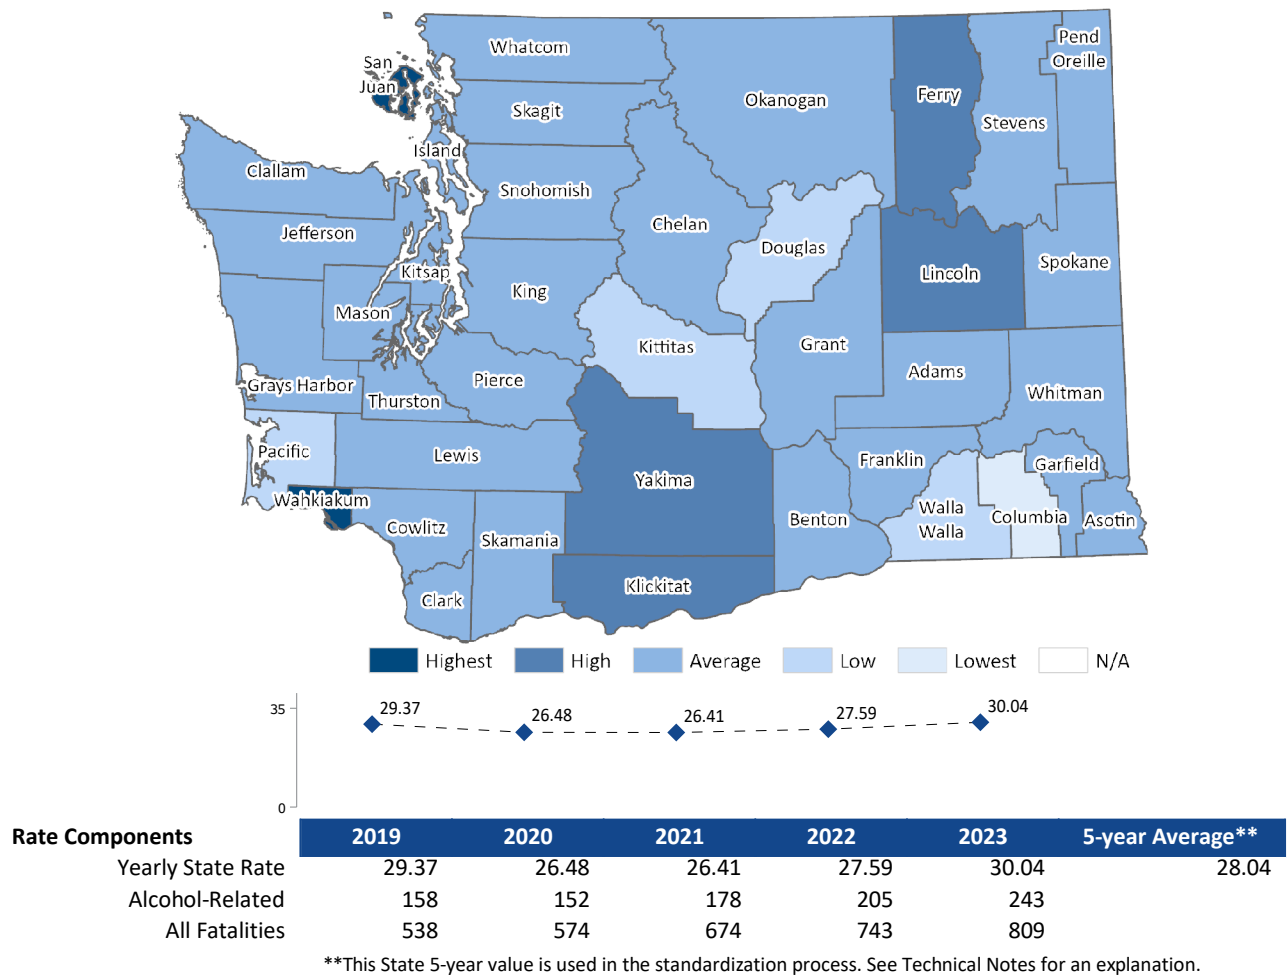 Whatcom
Pend
Oreille
San
Juan
Okanogan
Ferry
Skagit
Stevens
Island
Clallam
Snohomish
Chelan
Jefferson
Douglas
Kitsap
Lincoln
Spokane
King
Mason
Kittitas
Grant
Adams
Grays Harbor
Pierce
Whitman
Thurston
Pacific
Lewis
Franklin
Garfield
Yakima
Wahkiakum
Walla
Walla
Columbia
Asotin
Cowlitz
Benton
Skamania
Klickitat
Clark
Highest High Average Low Lowest N/A
35
29.37 26.48 26.41 27.59 30.04
0
Rate Components 2019 2020 2021 2022 2023 5-year Average**
Yearly State Rate 29.37 26.48 26.41 27.59 30.04 28.04
Alcohol-Related 158 152 178 205 243
All Fatalities 538 574 674 743 809
**This State 5-year value is used in the standardization process. See Technical Notes for an explanation.